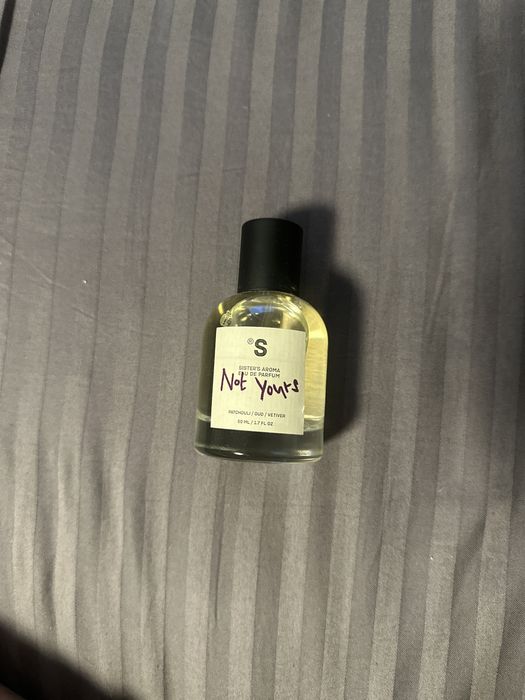 ®S
SISTER'S AROMA
EAU DE PARFUM
Not Yours
PATCHOULI / OUD / VETIVER
50 ML / 1.7 FL OZ